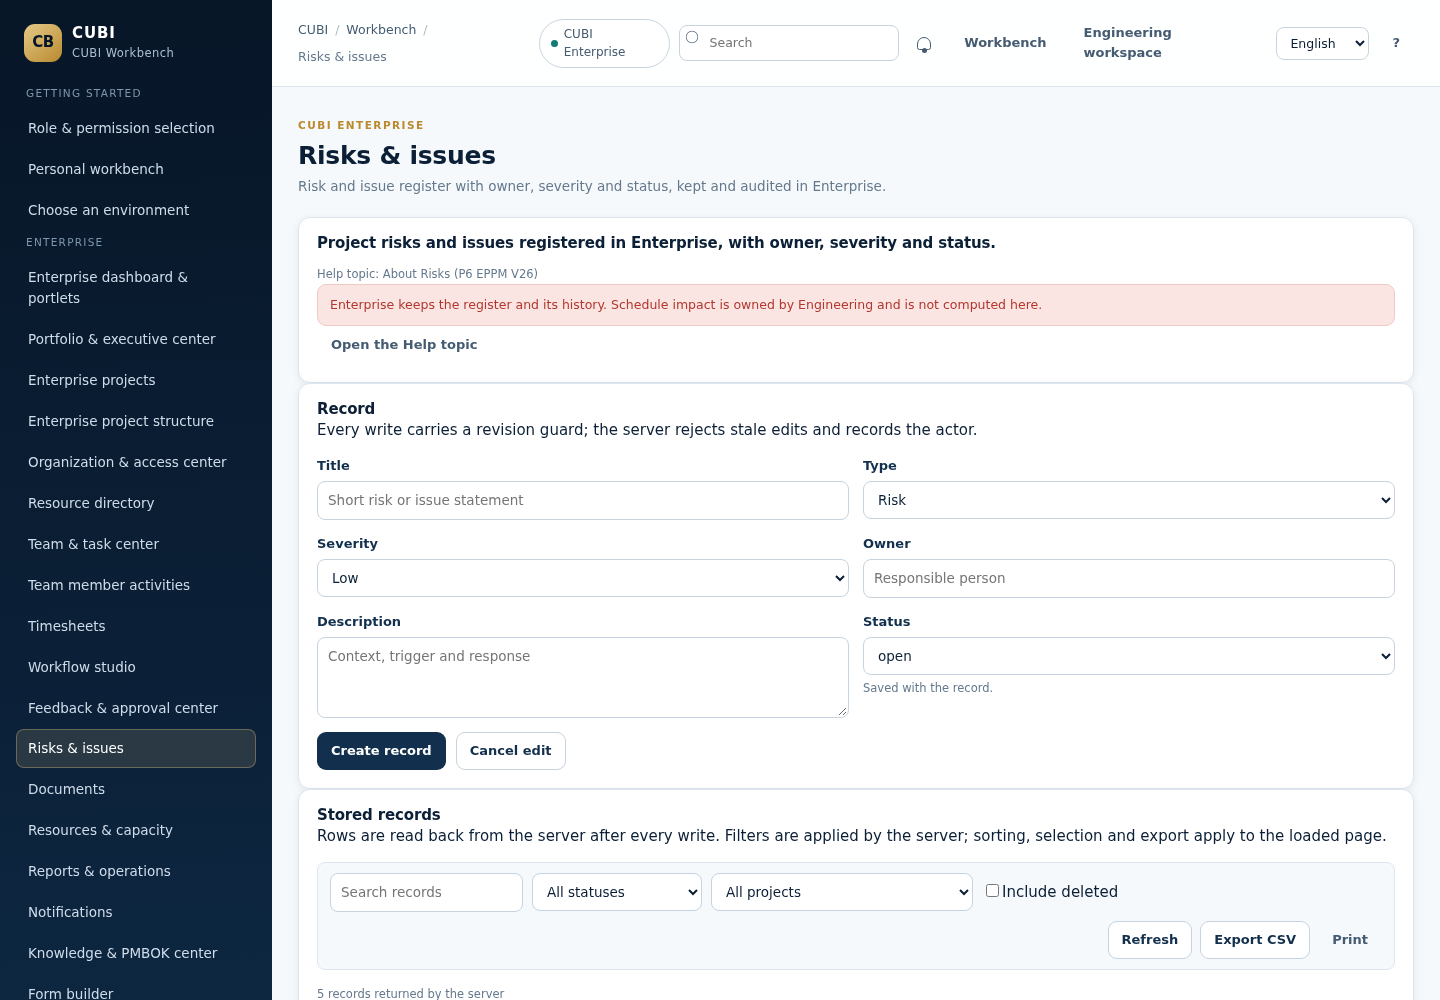 CB
CUBI
CUBI Workbench
GETTING STARTED
Role & permission selection
Personal workbench
Choose an environment
ENTERPRISE
Enterprise dashboard &
portlets
Portfolio & executive center
Enterprise projects
Enterprise project structure
Organization & access center
Resource directory
Team & task center
Team member activities
Timesheets
Workflow studio
Feedback & approval center
Risks & issues
Documents
Resources & capacity
Reports & operations
Notifications
Knowledge & PMBOK center
Form builder
CUBI / Workbench /
Risks & issues
CUBI
Enterprise
Search
Workbench
Engineering
workspace
English
?
CUBI ENTERPRISE
Risks & issues
Risk and issue register with owner, severity and status, kept and audited in Enterprise.
Project risks and issues registered in Enterprise, with owner, severity and status.
Help topic: About Risks (P6 EPPM V26)
Enterprise keeps the register and its history. Schedule impact is owned by Engineering and is not computed here.
Open the Help topic
Record
Every write carries a revision guard; the server rejects stale edits and records the actor.
Title
Type
Short risk or issue statement
Risk
Severity
Owner
Low
Responsible person
Description
Status
Context, trigger and response
open
Saved with the record.
Create record
Cancel edit
Stored records
Rows are read back from the server after every write. Filters are applied by the server; sorting, selection and export apply to the loaded page.
Search records
All statuses
All projects
Include deleted
Refresh
Export CSV
Print
5 records returned by the server